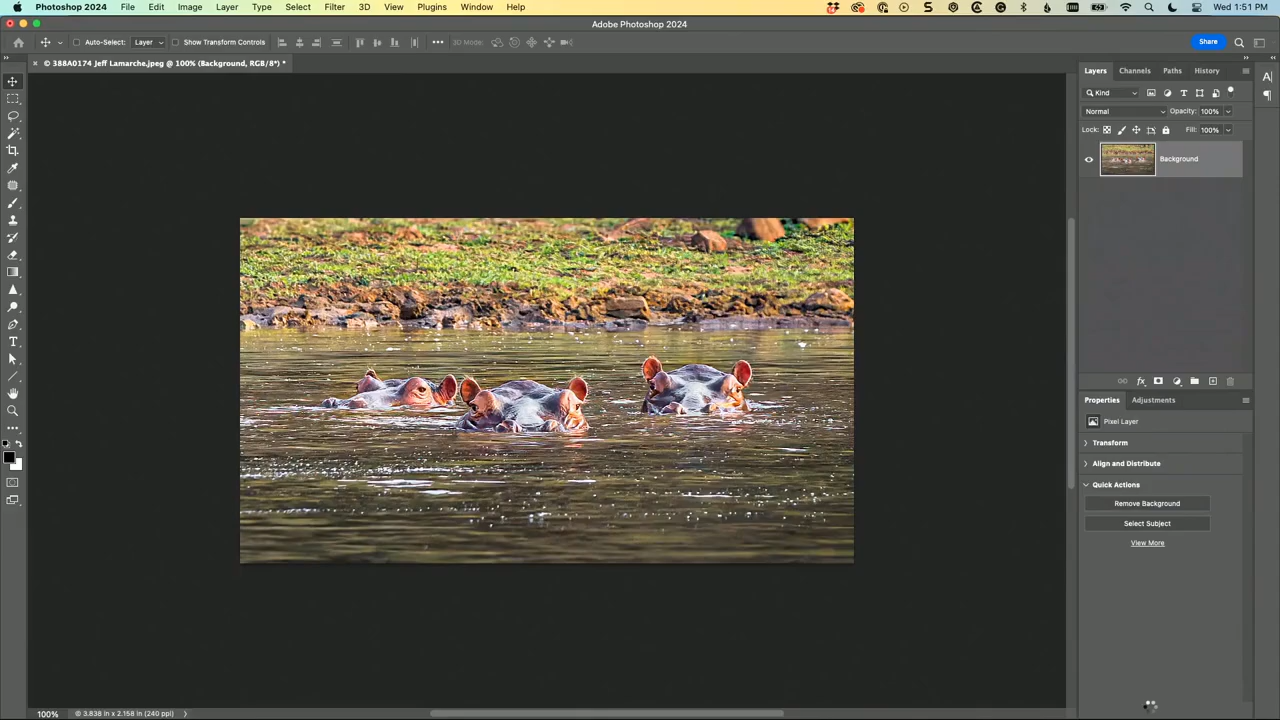 Photoshop 2024 File Edit Image Layer Type Select Filter 3D View Plugins Window Help Wed 1:51 PM
Adobe Photoshop 2024
Auto-Select: Layer Show Transform Controls 3D Mode: Share
× © 388A0174 Jeff Lamarche.jpeg @ 100% (Background, RGB/8*) *
Layers Channels Paths History
Kind
Normal Opacity: 100%
Lock: Fill: 100%
Background
Properties Adjustments
Pixel Layer
Transform
Align and Distribute
Quick Actions
Remove Background
Select Subject
View More
100% @ 3.838 in x 2.158 in (240 ppi)